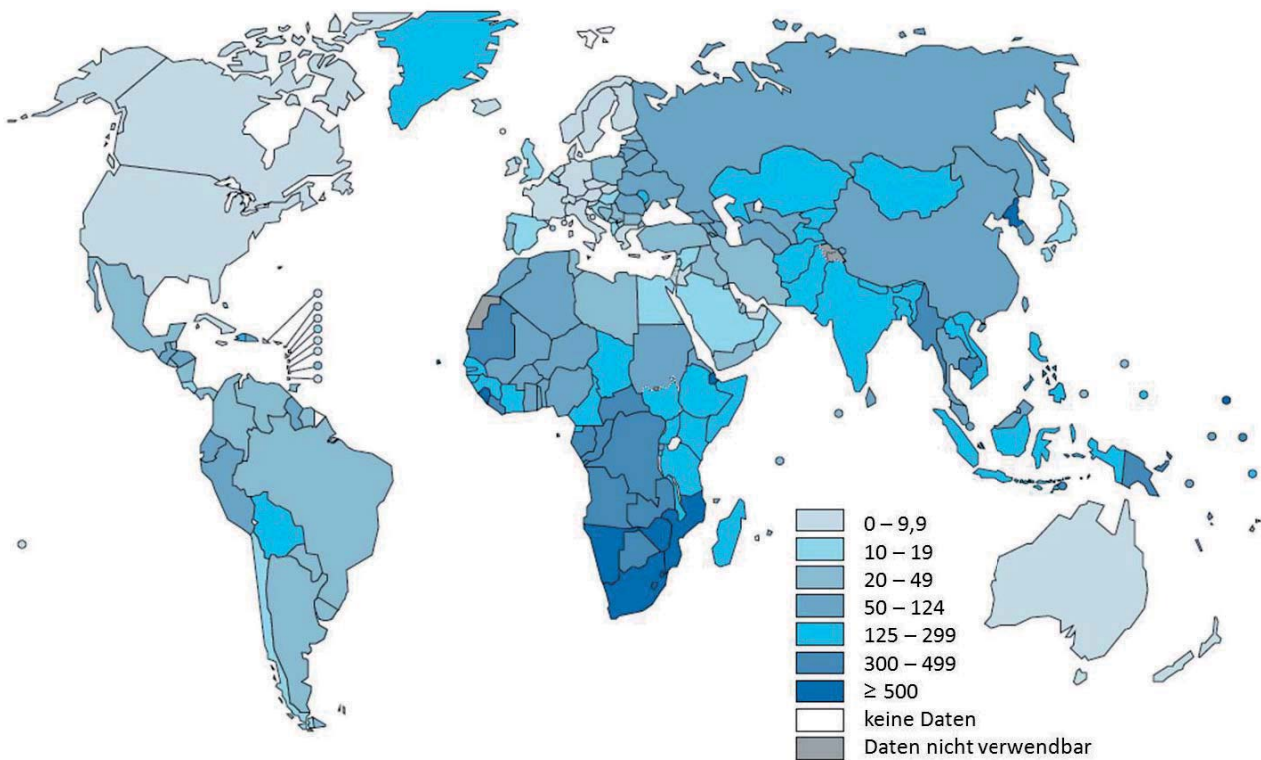 0 – 9,9
10 – 19
20 – 49
50 – 124
125 – 299
300 – 499
≥ 500
keine Daten
Daten nicht verwendbar